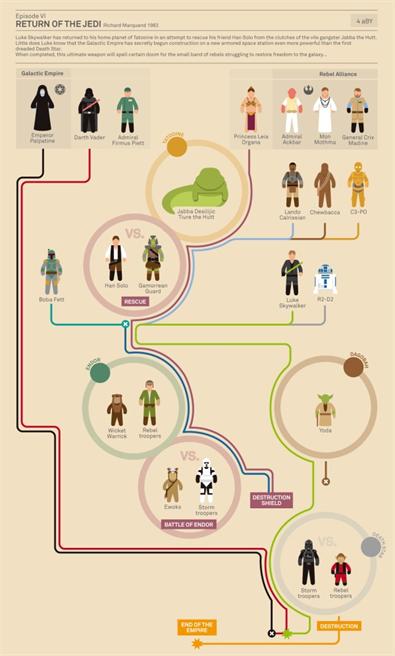 Episode VI
RETURN OF THE JEDI Richard Marquand 1983
4 aBY
Luke Skywalker has returned to his home planet of Tatooine in an attempt to rescue his friend Han Solo from the clutches of the vile gangster Jabba the Hutt.
Little does Luke know that the Galactic Empire has secretly begun construction on a new armored space station even more powerful than the first
dreaded Death Star.
When completed, this ultimate weapon will spell certain doom for the small band of rebels struggling to restore freedom to the galaxy...
Galactic Empire
Rebel Alliance
Emperor
Palpatine
Darth Vader
Admiral
Firmus Piett
Princess Leia
Organa
Admiral
Ackbar
Mon
Mothma
General Crix
Madine
TATOOINE
Jabba Desilijic
Tiure the Hutt
Lando
Calrissian
Chewbacca
C3-PO
VS.
Han Solo
Gamorrean
Guard
RESCUE
Boba Fett
Luke
Skywalker
R2-D2
ENDOR
Wicket
Warrick
Rebel
troopers
DAGOBAH
Yoda
VS.
Ewoks
Storm
troopers
BATTLE OF ENDOR
DESTRUCTION
SHIELD
DEATH STAR
VS.
Storm
troopers
Rebel
troopers
DESTRUCTION
END OF THE
EMPIRE